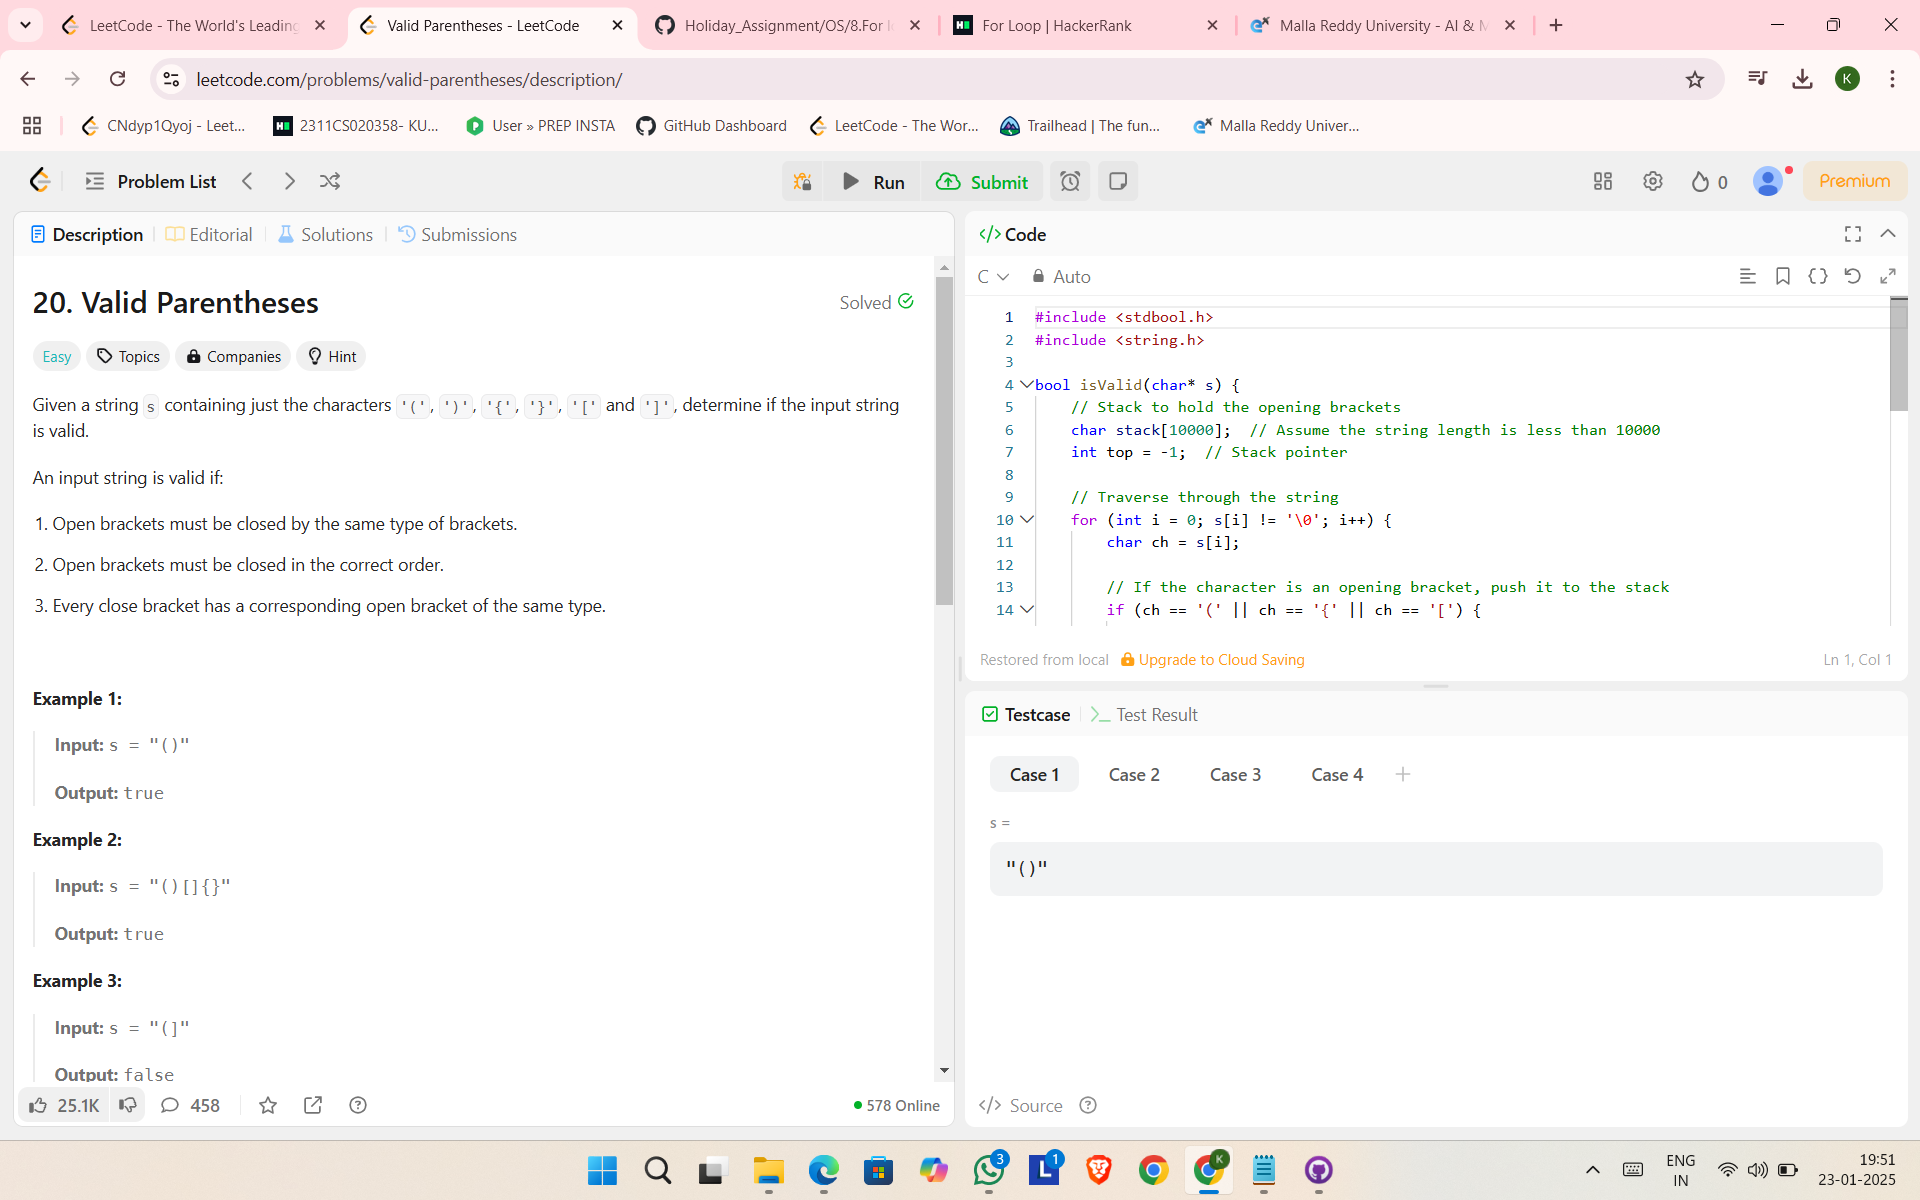 LeetCode - The World's Leading
Valid Parentheses - LeetCode
Holiday_Assignment/OS/8.For l
For Loop | HackerRank
Malla Reddy University - AI & M
leetcode.com/problems/valid-parentheses/description/
K
CNdyp1Qyoj - Leet...
2311CS020358- KU...
User » PREP INSTA
GitHub Dashboard
LeetCode - The Wor...
Trailhead | The fun...
Malla Reddy Univer...
Problem List
Run
Submit
0
Premium
Description
Editorial
Solutions
Submissions
20. Valid Parentheses
Solved
Easy
Topics
Companies
Hint
Given a string s containing just the characters '(', ')', '{', '}', '[' and ']', determine if the input string
is valid.
An input string is valid if:
1. Open brackets must be closed by the same type of brackets.
2. Open brackets must be closed in the correct order.
3. Every close bracket has a corresponding open bracket of the same type.
Example 1:
Input: s = "()"
Output: true
Example 2:
Input: s = "()[]{}"
Output: true
Example 3:
Input: s = "(]"
Output: false
25.1K
458
578 Online
</> Code
C
Auto
1 #include <stdbool.h>
2 #include <string.h>
3
4 bool isValid(char* s) {
5 // Stack to hold the opening brackets
6 char stack[10000]; // Assume the string length is less than 10000
7 int top = -1; // Stack pointer
8
9 // Traverse through the string
10 for (int i = 0; s[i] != '\0'; i++) {
11 char ch = s[i];
12
13 // If the character is an opening bracket, push it to the stack
14 if (ch == '(' || ch == '{' || ch == '[') {
Restored from local
Upgrade to Cloud Saving
Ln 1, Col 1
Testcase
Test Result
Case 1
Case 2
Case 3
Case 4
s =
"()"
</> Source
3
1
K
ENG
IN
19:51
23-01-2025